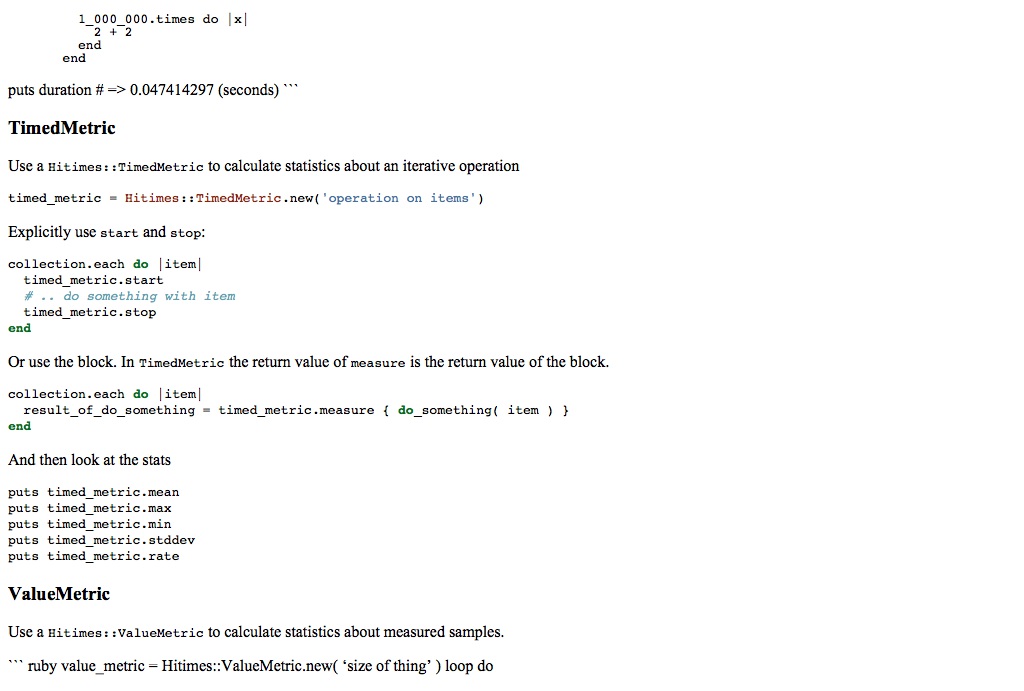 1_000_000.times do |x|
2 + 2
end
end
puts duration # => 0.047414297 (seconds) ```
TimedMetric
Use a Hitimes::TimedMetric to calculate statistics about an iterative operation
timed_metric = Hitimes::TimedMetric.new('operation on items')
Explicitly use start and stop:
collection.each do |item|
timed_metric.start
# .. do something with item
timed_metric.stop
end
Or use the block. In TimedMetric the return value of measure is the return value of the block.
collection.each do |item|
result_of_do_something = timed_metric.measure { do_something( item ) }
end
And then look at the stats
puts timed_metric.mean
puts timed_metric.max
puts timed_metric.min
puts timed_metric.stddev
puts timed_metric.rate
ValueMetric
Use a Hitimes::ValueMetric to calculate statistics about measured samples.
``` ruby value_metric = Hitimes::ValueMetric.new( ‘size of thing’ ) loop do